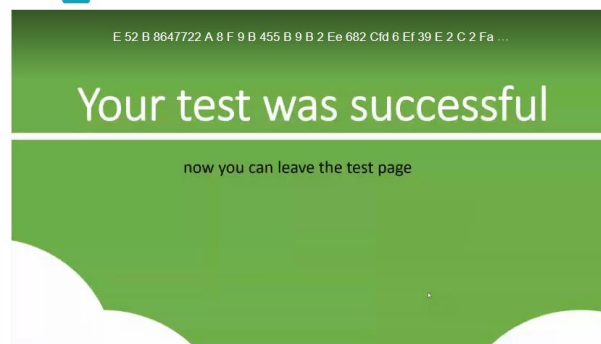 E 52 B 8647722 A 8 F 9 B 455 B 9 B 2 Ee 682 Cfd 6 Ef 39 E 2 C 2 Fa ...
Your test was successful
now you can leave the test page